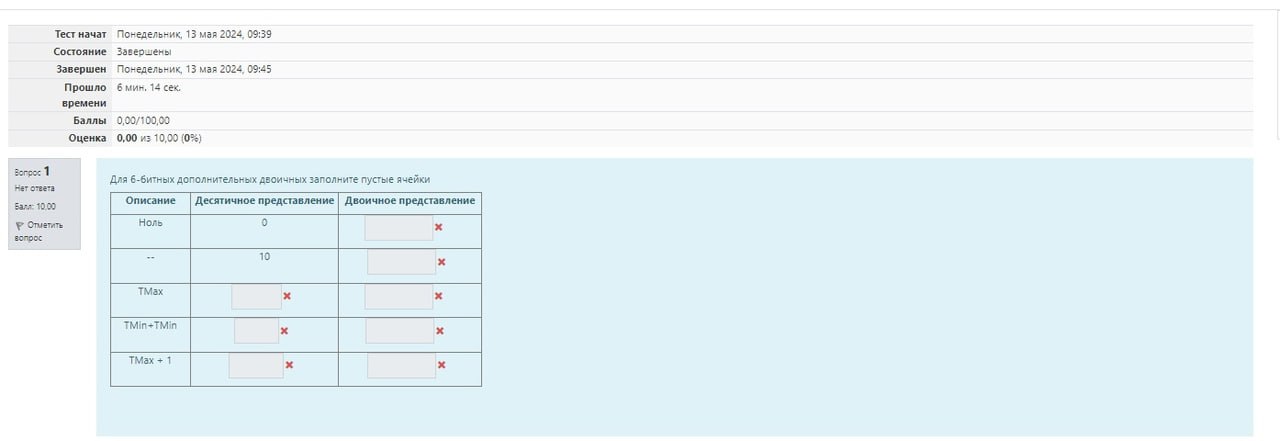 Тест начат Понедельник, 13 мая 2024, 09:39
Состояние Завершены
Завершен Понедельник, 13 мая 2024, 09:45
Прошло времени 6 мин. 14 сек.
Баллы 0,00/100,00
Оценка 0,00 из 10,00 (0%)
Вопрос 1
Нет ответа
Балл: 10,00
Отметить
вопрос
Для 6-битных дополнительных двоичных заполните пустые ячейки
Описание Десятичное представление Двоичное представление
Ноль 0
-- 10
TMax
TMin+TMin
TMax + 1